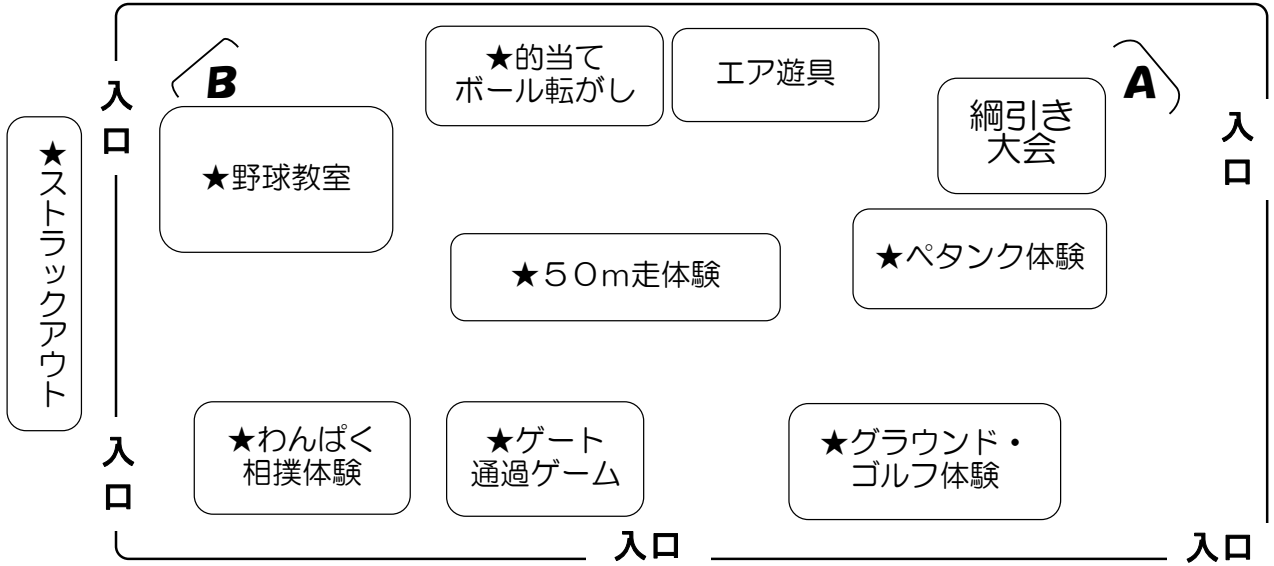 ★的当て
ボール転がし
エア遊具
B
A
入口
綱引き
大会
入口
★ストラックアウト
★野球教室
★ペタンク体験
★５０ｍ走体験
入口
★わんぱく
相撲体験
★ゲート
通過ゲーム
★グラウンド・
ゴルフ体験
入口
入口